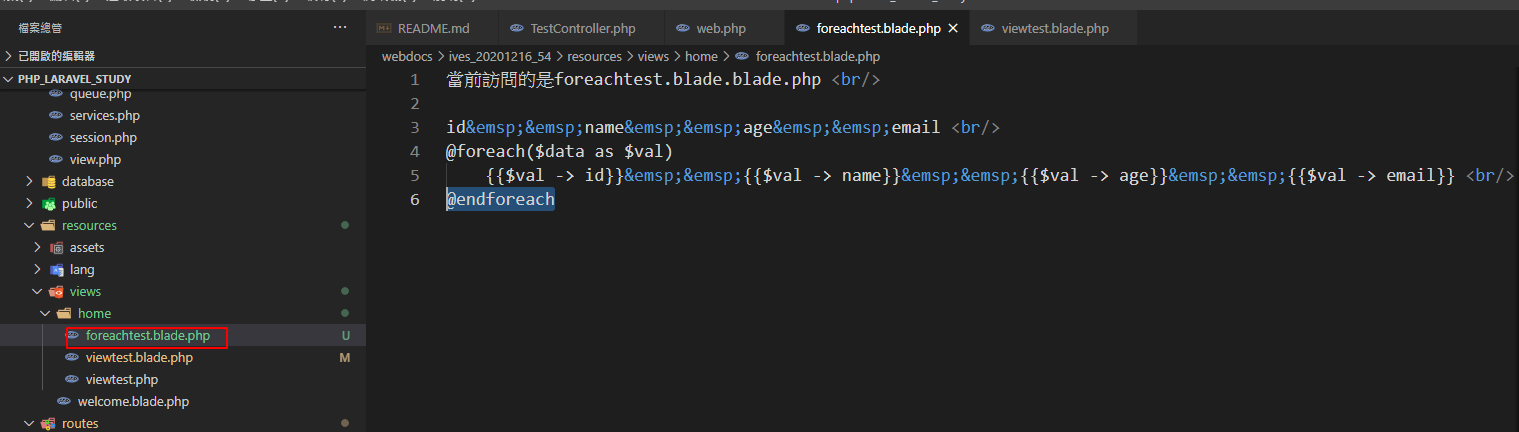 檔案總管 ···
已開啟的編輯器
PHP_LARAVEL_STUDY
queue.php
services.php
session.php
view.php
database
public
resources
assets
lang
views
home
foreachtest.blade.php U
viewtest.blade.php M
viewtest.php
welcome.blade.php
routes
README.md TestController.php web.php foreachtest.blade.php × viewtest.blade.php
webdocs > ives_20201216_54 > resources > views > home > foreachtest.blade.php
1 當前訪問的是foreachtest.blade.blade.php <br/>
2
3 id&emsp;&emsp;name&emsp;&emsp;age&emsp;&emsp;email <br/>
4 @foreach($data as $val)
5 {{$val -> id}}&emsp;&emsp;{{$val -> name}}&emsp;&emsp;{{$val -> age}}&emsp;&emsp;{{$val -> email}} <br/>
6 @endforeach